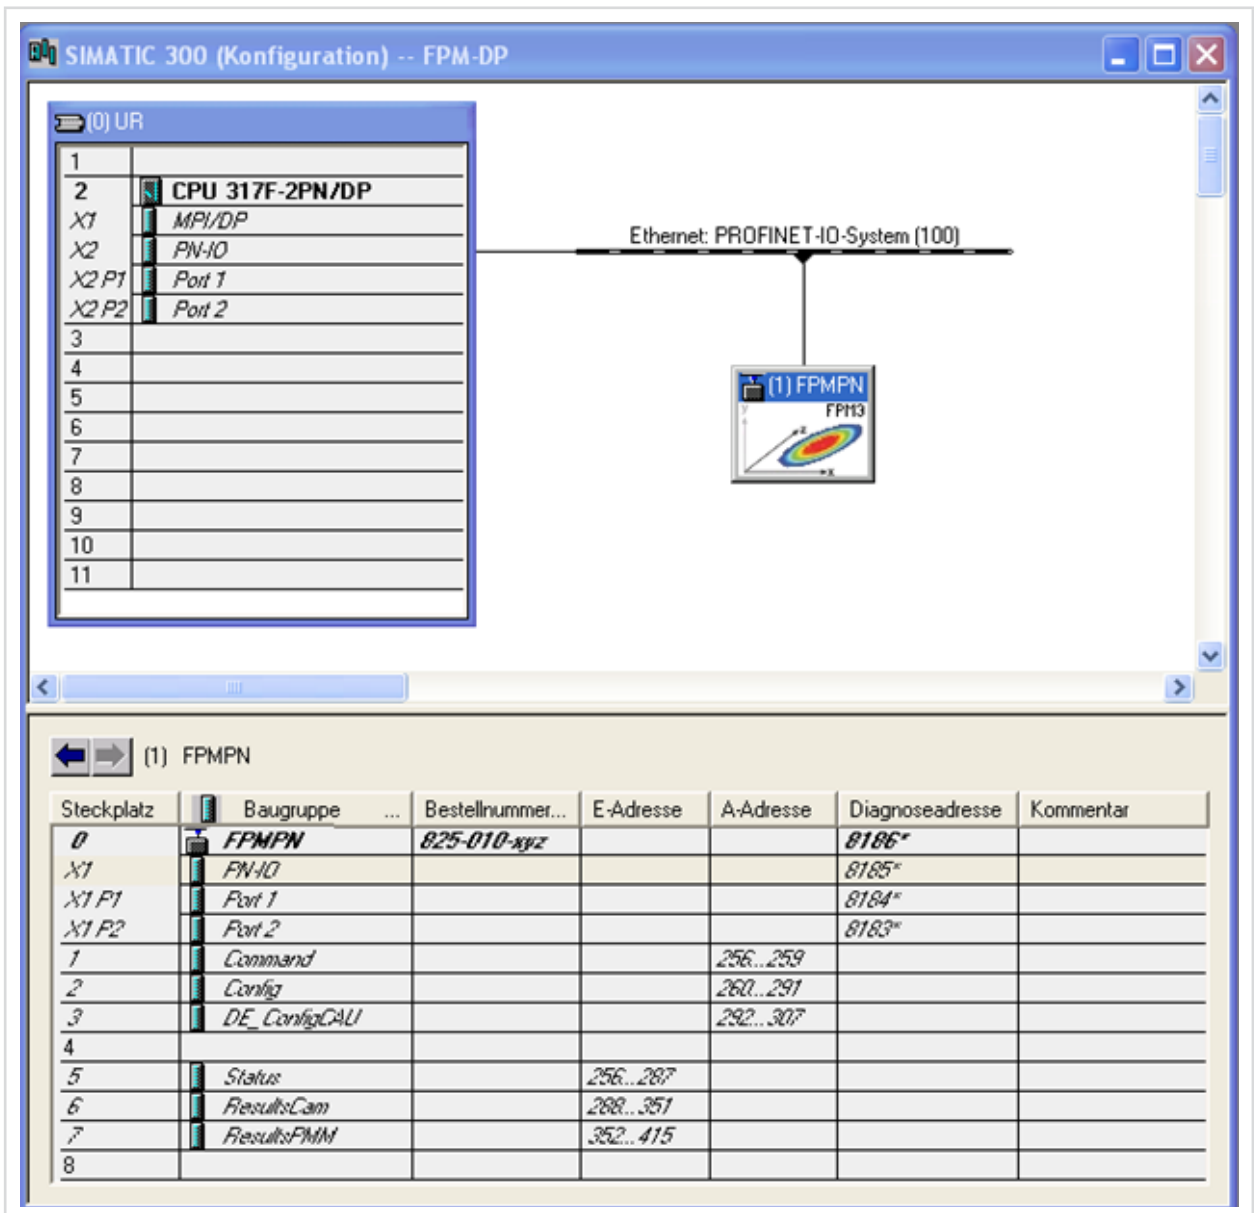 SIMATIC 300 (Konfiguration) -- FPM-DP
(0) UR
1
2 CPU 317F-2PN/DP
X1 MPI/DP
X2 PN-IO
X2 P1 Port 1
X2 P2 Port 2
3
4
5
6
7
8
9
10
11
Ethernet: PROFINET-IO-System (100)
(1) FPMPN
FPM3
y
z
x
(1) FPMPN
Steckplatz Baugruppe ... Bestellnummer... E-Adresse A-Adresse Diagnoseadresse Kommentar
0 FPMPN 825-010-xyz 8186*
X1 PN-IO 8185*
X1 P1 Port 1 8184*
X1 P2 Port 2 8183*
1 Command 256...259
2 Config 260...291
3 DE_ConfigCAU 292...307
4
5 Status 256...287
6 ResultsCam 288...351
7 ResultsPMM 352...415
8